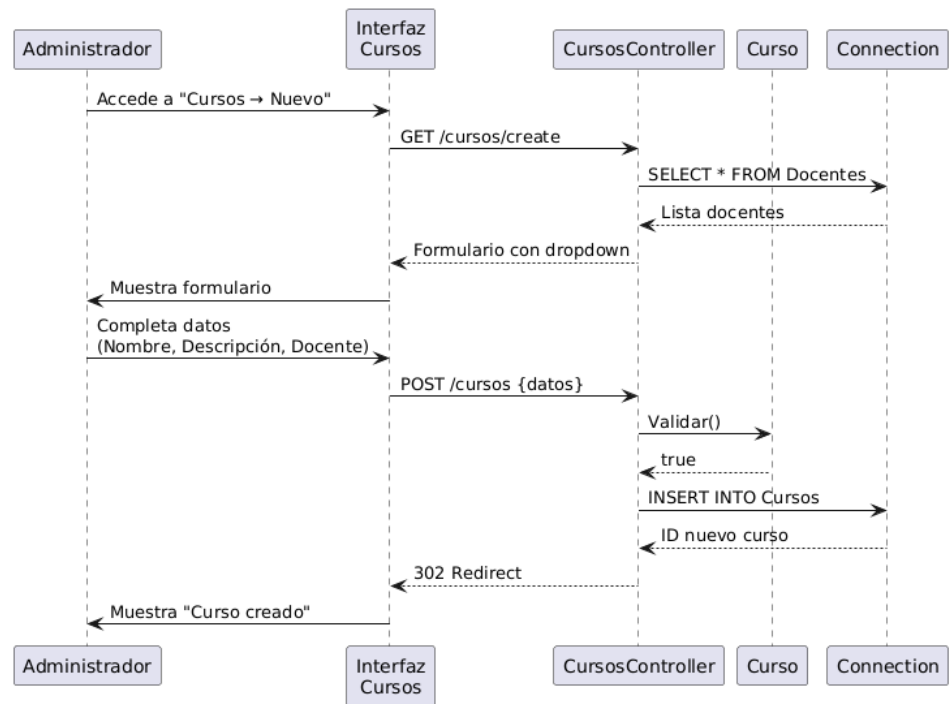 Administrador
Interfaz
Cursos
CursosController
Curso
Connection
Accede a "Cursos → Nuevo"
GET /cursos/create
SELECT * FROM Docentes
Lista docentes
Formulario con dropdown
Muestra formulario
Completa datos
(Nombre, Descripción, Docente)
POST /cursos {datos}
Validar()
true
INSERT INTO Cursos
ID nuevo curso
302 Redirect
Muestra "Curso creado"
Administrador
Interfaz
Cursos
CursosController
Curso
Connection